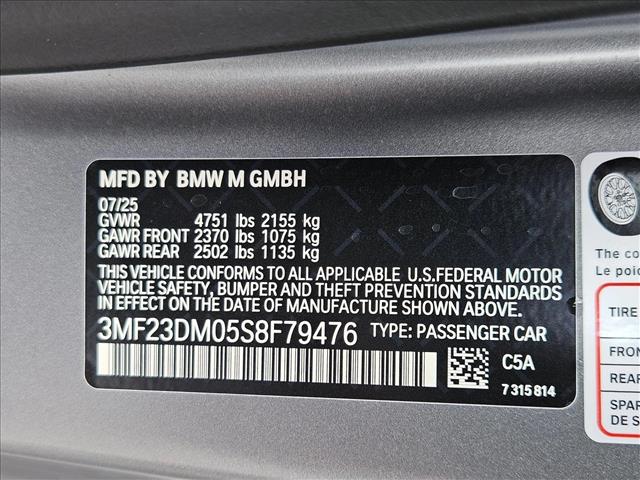 MFD BY BMW M GMBH
07/25
GVWR 4751 lbs 2155 kg
GAWR FRONT 2370 lbs 1075 kg
GAWR REAR 2502 lbs 1135 kg
THIS VEHICLE CONFORMS TO ALL APPLICABLE U.S.FEDERAL MOTOR
VEHICLE SAFETY, BUMPER AND THEFT PREVENTION STANDARDS
IN EFFECT ON THE DATE OF MANUFACTURE SHOWN ABOVE.
3MF23DM05S8F79476 TYPE: PASSENGER CAR
C5A
7 315 814
The co
Le poi
TIRE
FRON
REAR
SPAR
DE S